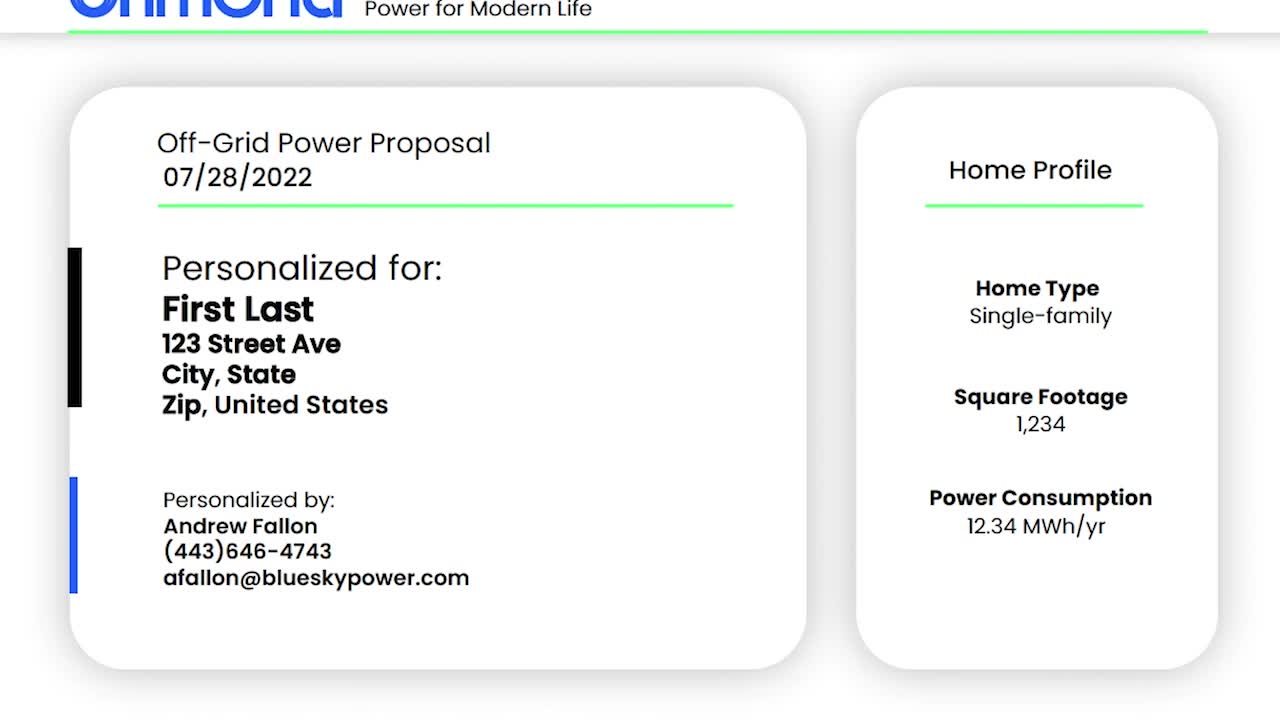 Power for Modern Life
Off-Grid Power Proposal
07/28/2022
Personalized for:
First Last
123 Street Ave
City, State
Zip, United States
Personalized by:
Andrew Fallon
(443)646-4743
afallon@blueskypower.com
Home Profile
Home Type
Single-family
Square Footage
1,234
Power Consumption
12.34 MWh/yr